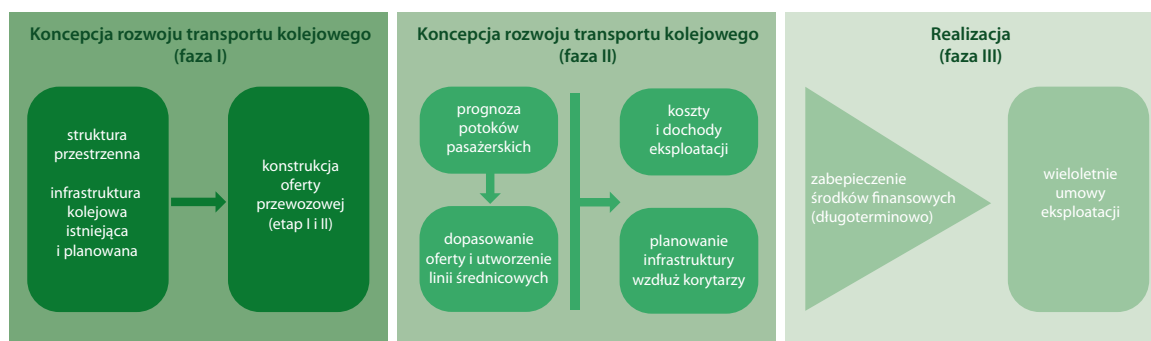 Koncepcja rozwoju transportu kolejowego
(faza I)
struktura
przestrzenna
infrastruktura
kolejowa
istniejąca
i planowana
konstrukcja
oferty
przewozowej
(etap I i II)
Koncepcja rozwoju transportu kolejowego
(faza II)
prognoza
potoków
pasażerskich
dopasowanie
oferty i utworzenie
linii średnicowych
koszty
i dochody
eksploatacji
planowanie
infrastruktury
wzdłuż korytarzy
Realizacja
(faza III)
zabepieczenie
środków finansowych
(długoterminowo)
wieloletnie
umowy
eksploatacji